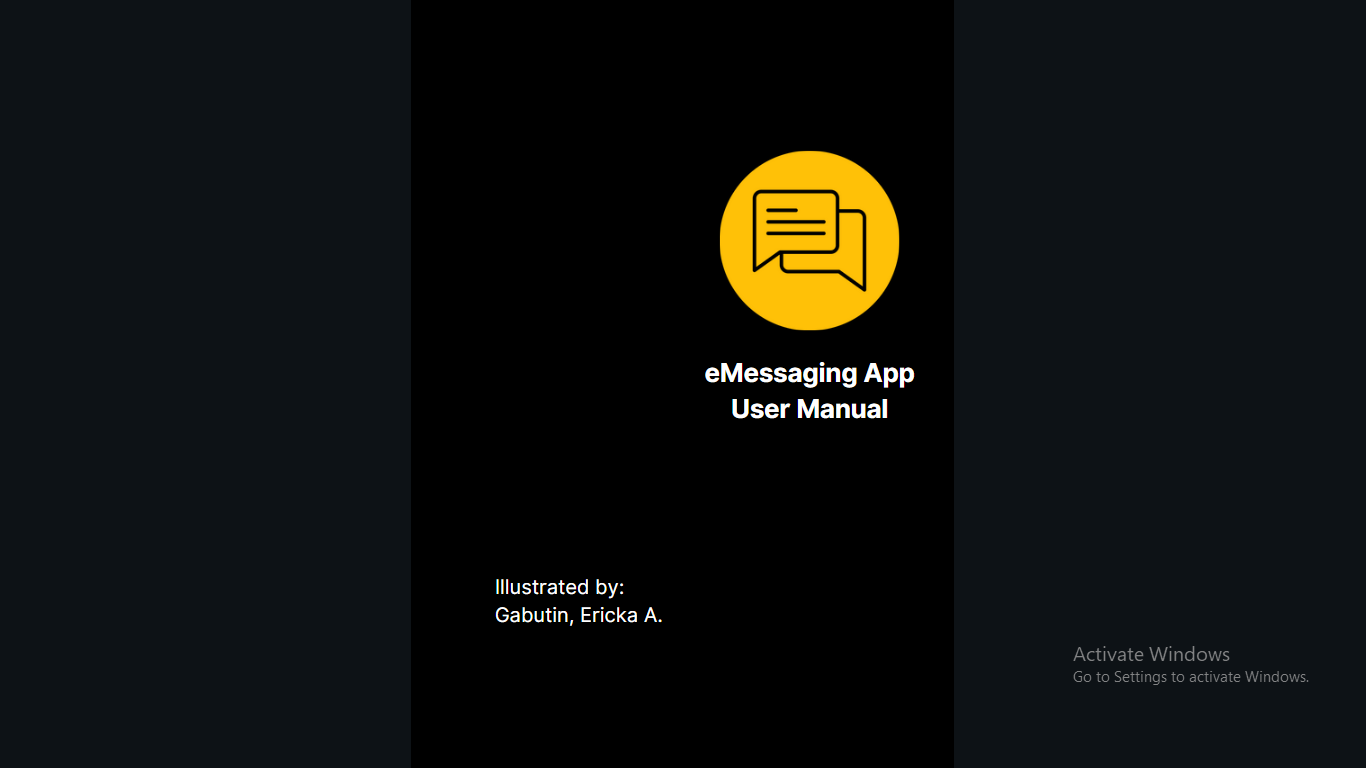 eMessaging App
User Manual
Illustrated by:
Gabutin, Ericka A.
Activate Windows
Go to Settings to activate Windows.